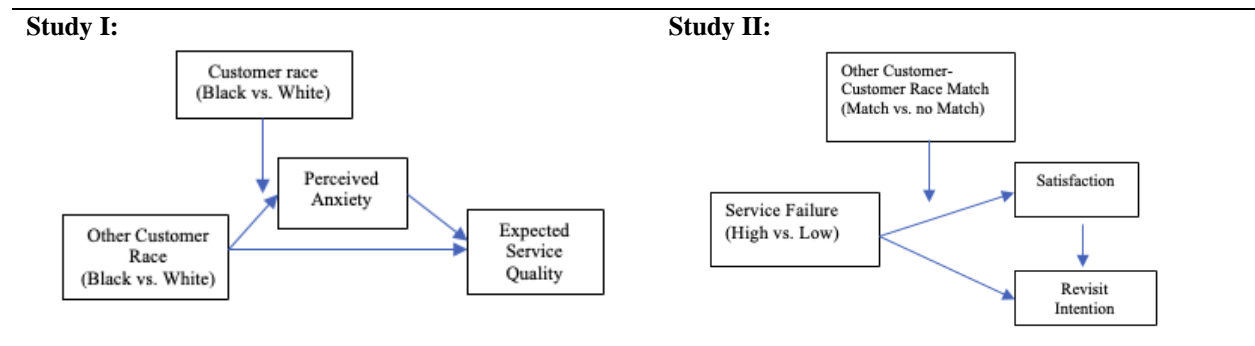 Study I:
Customer race
(Black vs. White)
Perceived
Anxiety
Other Customer
Race
(Black vs. White)
Expected
Service
Quality
Study II:
Other Customer-
Customer Race Match
(Match vs. no Match)
Satisfaction
Service Failure
(High vs. Low)
Revisit
Intention